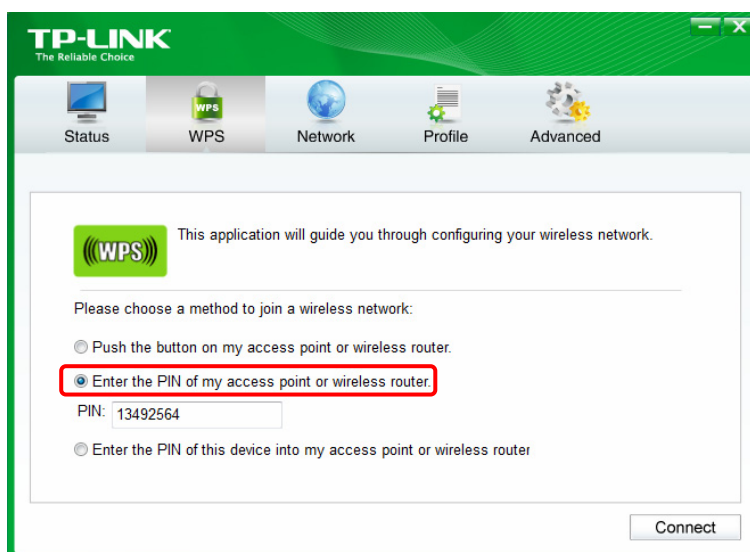 TP-LINK
The Reliable Choice
Status WPS Network Profile Advanced
WPS
This application will guide you through configuring your wireless network.
WPS
Please choose a method to join a wireless network:
Push the button on my access point or wireless router.
Enter the PIN of my access point or wireless router.
PIN: 13492564
Enter the PIN of this device into my access point or wireless router
Connect